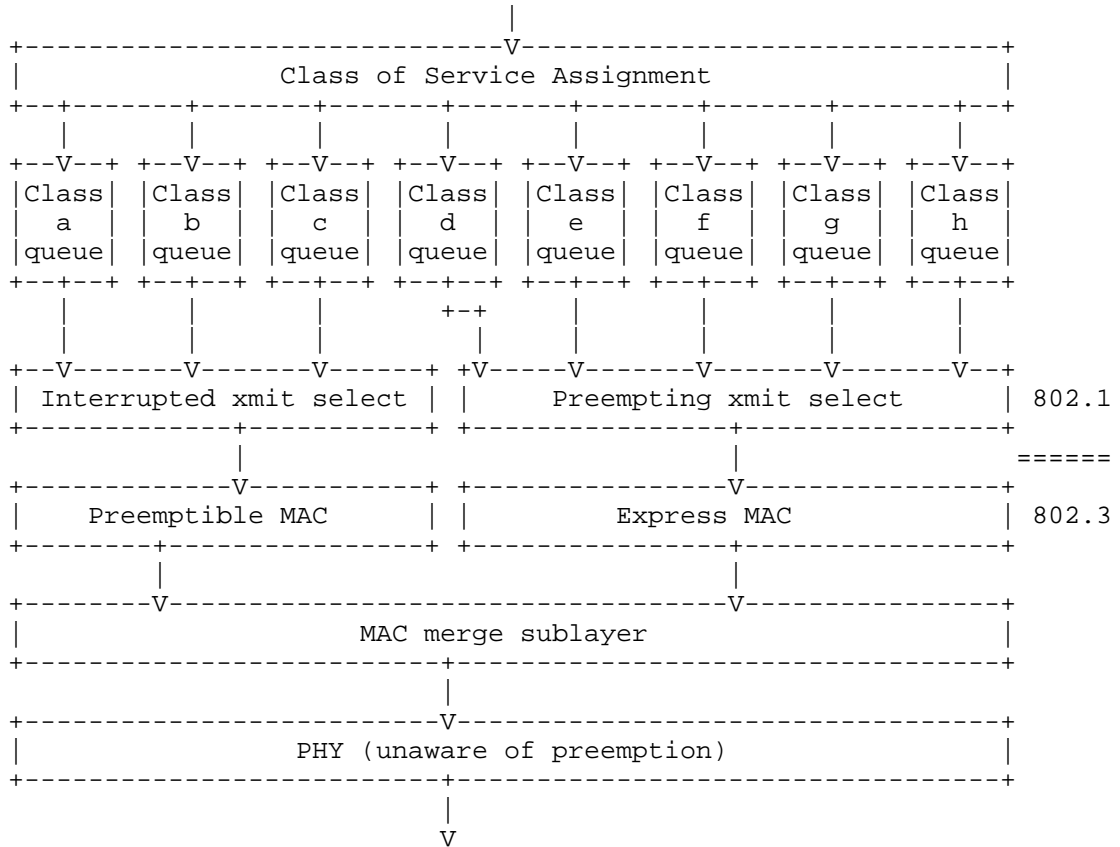 Class of Service Assignment
Class Class Class Class Class Class Class Class
a b c d e f g h
queue queue queue queue queue queue queue queue
Interrupted xmit select Preempting xmit select 802.1
======
Preemptible MAC Express MAC 802.3
MAC merge sublayer
PHY (unaware of preemption)